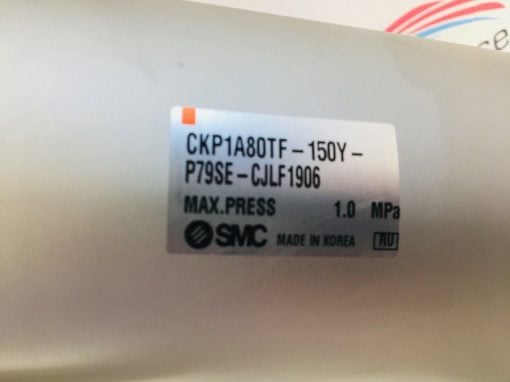 CKP1A80TF-150Y-
P79SE-CJLF1906
MAX.PRESS 1.0 MPa
SMC MADE IN KOREA RU